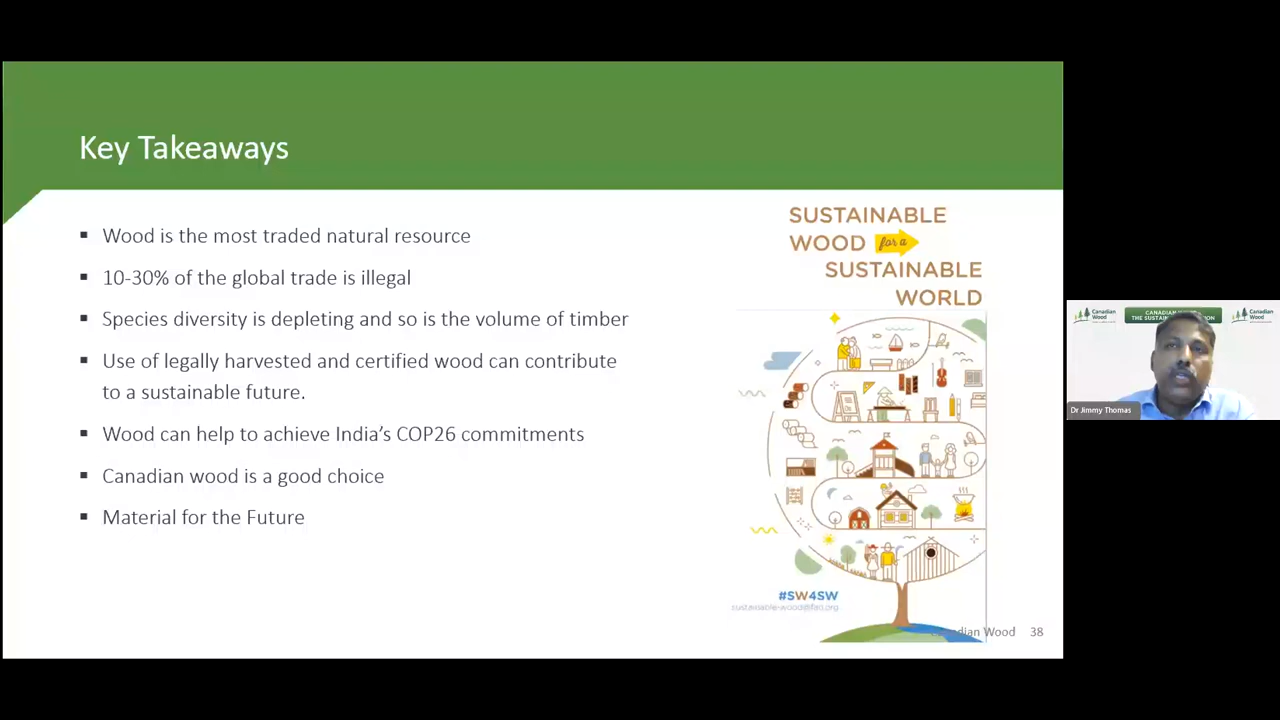 Key Takeaways
Wood is the most traded natural resource
10-30% of the global trade is illegal
Species diversity is depleting and so is the volume of timber
Use of legally harvested and certified wood can contribute
to a sustainable future.
Wood can help to achieve India's COP26 commitments
Canadian wood is a good choice
Material for the Future
SUSTAINABLE
WOOD for a
SUSTAINABLE
WORLD
#SW4SW
sustainable-wood@fao.org
Canadian Wood 38
Canadian
Wood
Canadian
Wood
Dr Jimmy Thomas